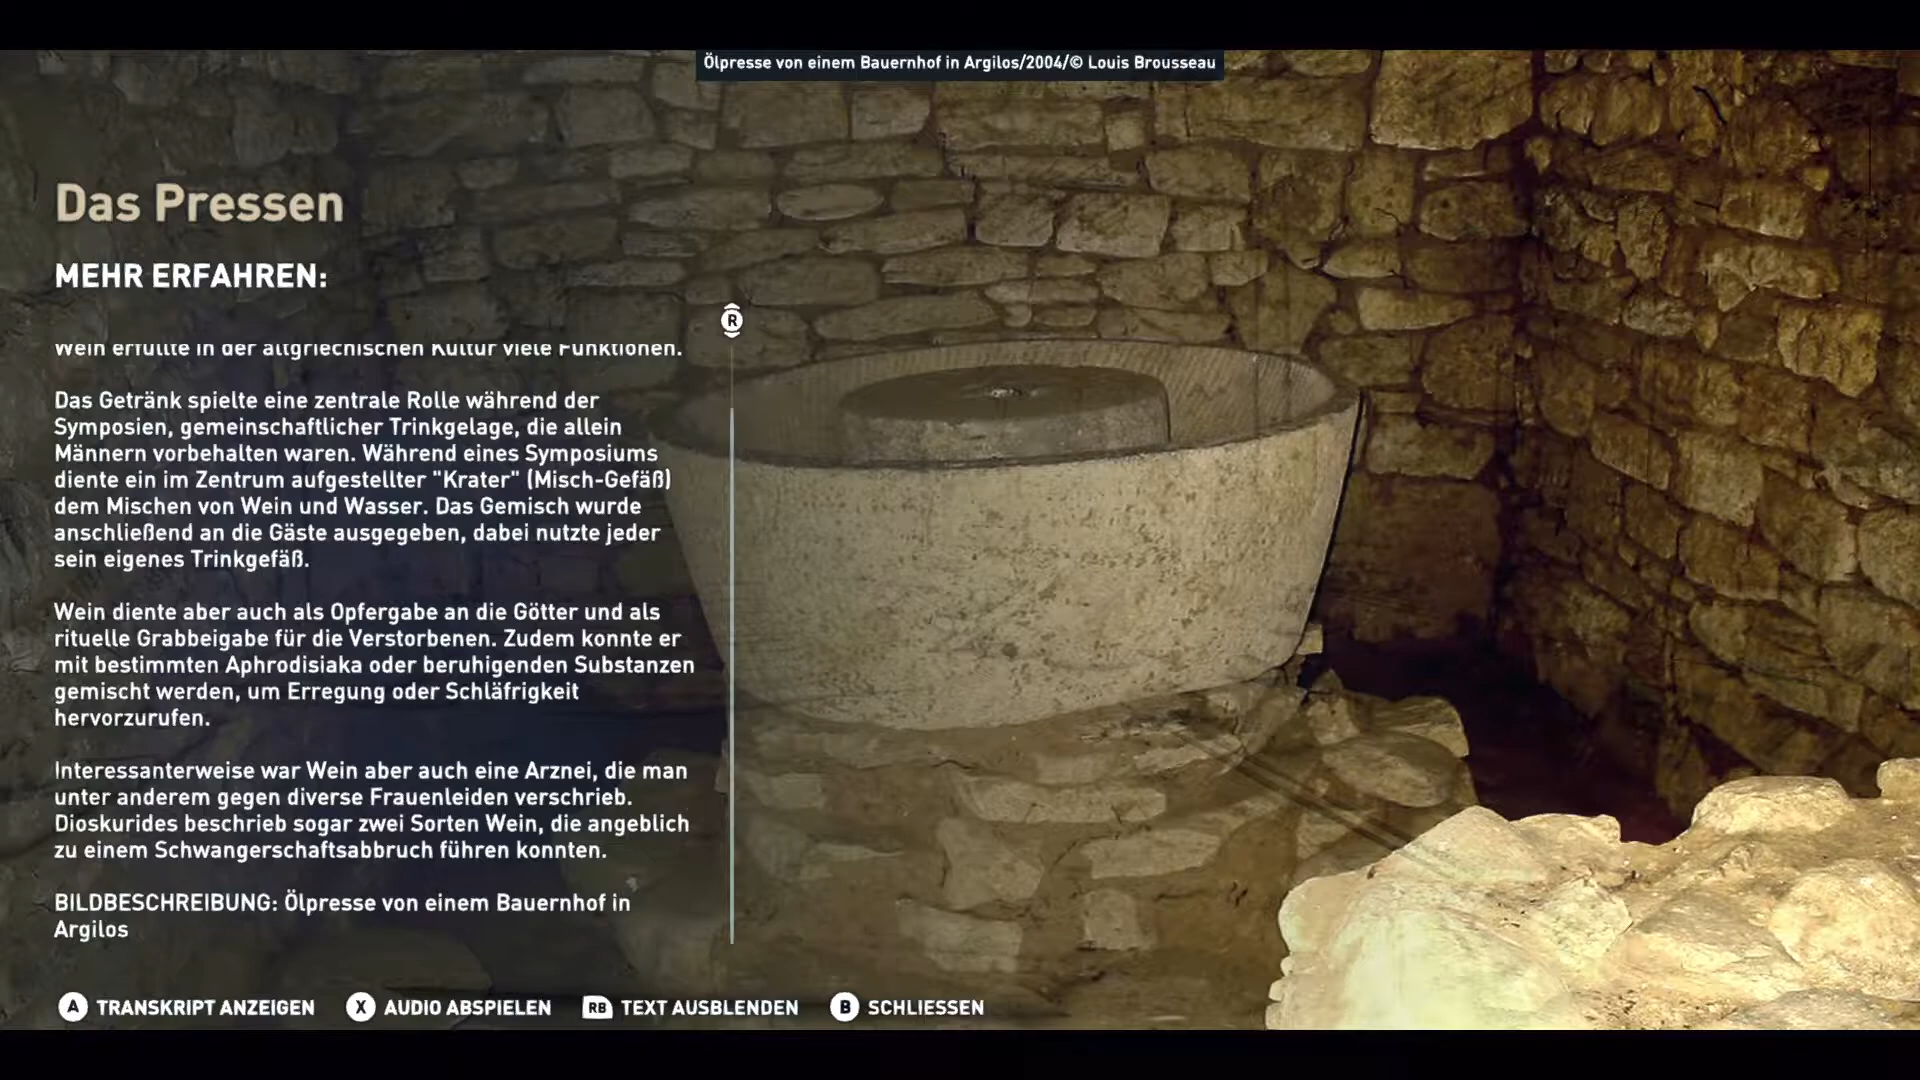 Ölpresse von einem Bauernhof in Argilos/2004/© Louis Brousseau
Das Pressen
MEHR ERFAHREN:
R
Wein erfüllte in der altgriechischen Kultur viele Funktionen.
Das Getränk spielte eine zentrale Rolle während der
Symposien, gemeinschaftlicher Trinkgelage, die allein
Männern vorbehalten waren. Während eines Symposiums
diente ein im Zentrum aufgestellter "Krater" (Misch-Gefäß)
dem Mischen von Wein und Wasser. Das Gemisch wurde
anschließend an die Gäste ausgegeben, dabei nutzte jeder
sein eigenes Trinkgefäß.
Wein diente aber auch als Opfergabe an die Götter und als
rituelle Grabbeigabe für die Verstorbenen. Zudem konnte er
mit bestimmten Aphrodisiaka oder beruhigenden Substanzen
gemischt werden, um Erregung oder Schläfrigkeit
hervorzurufen.
Interessanterweise war Wein aber auch eine Arznei, die man
unter anderem gegen diverse Frauenleiden verschrieb.
Dioskurides beschrieb sogar zwei Sorten Wein, die angeblich
zu einem Schwangerschaftsabbruch führen konnten.
BILDBESCHREIBUNG: Ölpresse von einem Bauernhof in
Argilos
A TRANSKRIPT ANZEIGEN X AUDIO ABSPIELEN RB TEXT AUSBLENDEN B SCHLIESSEN